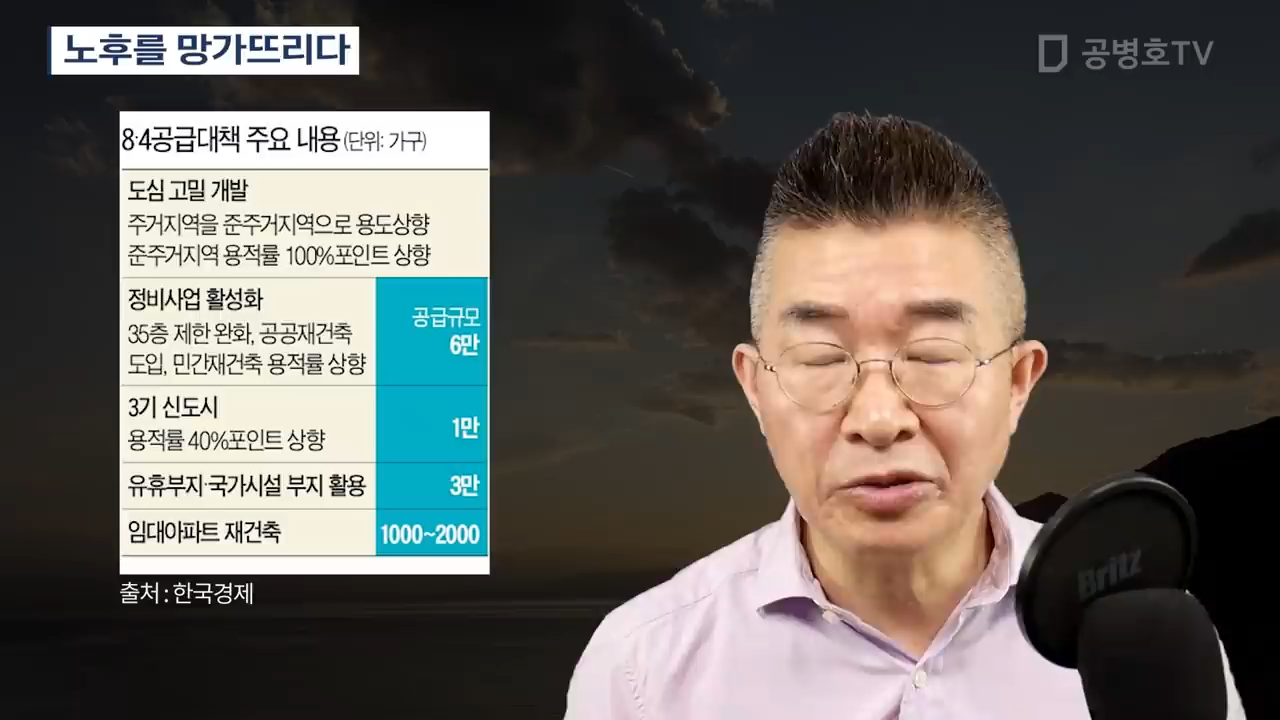 노후를 망가뜨리다
공병호TV
8·4공급대책 주요 내용 (단위: 가구)
도심 고밀 개발
주거지역을 준주거지역으로 용도상향
준주거지역 용적률 100%포인트 상향
정비사업 활성화
35층 제한 완화, 공공재건축
도입, 민간재건축 용적률 상향
공급규모
6만
3기 신도시
용적률 40%포인트 상향
1만
유휴부지·국가시설 부지 활용
3만
임대아파트 재건축
1000~2000
출처 : 한국경제
Britz